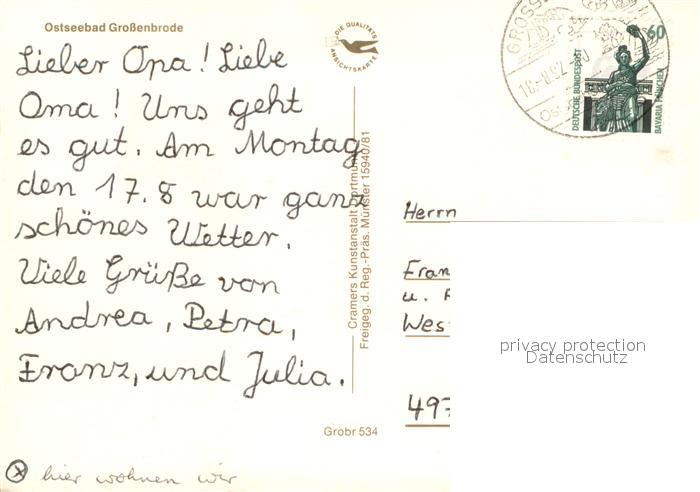 Ostseebad Großenbrode
DIE QUALITÄTS
ANSICHTSKARTE
Lieber Opa! Liebe
Oma! Uns geht
es gut. Am Montag
den 17.8 war ganz
schönes Wetter.
Viele Grüße von
Andrea, Petra,
Franz, und Julia.
hier wohnen wir
Cramers Kunstanstalt Dortmund
Freigeg. d. Reg.-Präs. Münster 15940/81
Grobr 534
60
DEUTSCHE BUNDESPOST
BAVARIA MÜNCHEN
Herrn
Fran
u.
Wes
497
privacy protection
Datenschutz